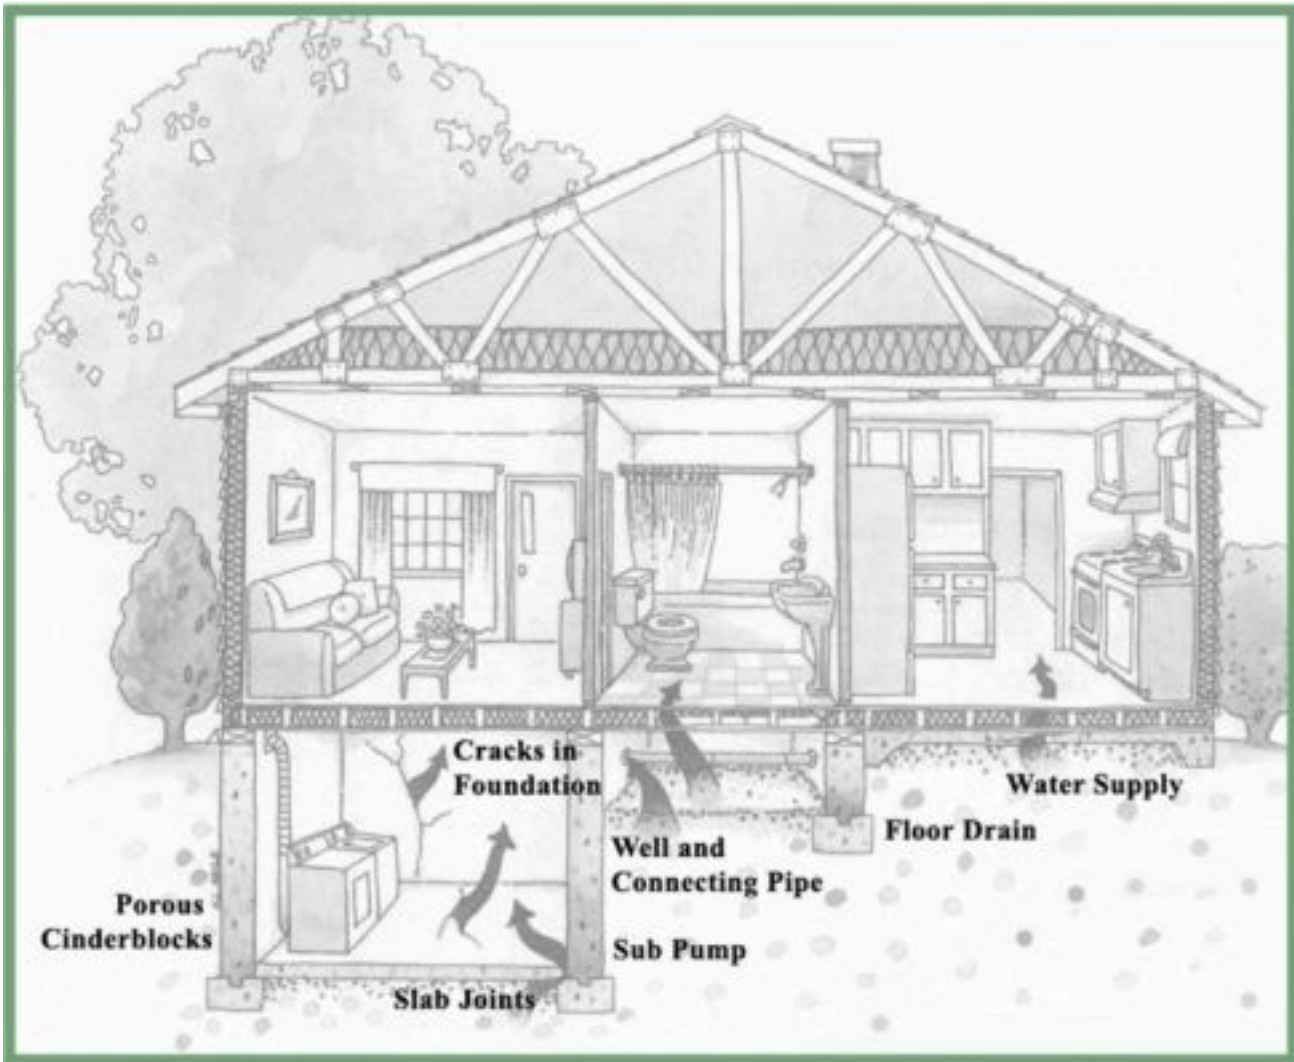 Cracks in
Foundation
Water Supply
Floor Drain
Well and
Connecting Pipe
Porous
Cinderblocks
Sub Pump
Slab Joints